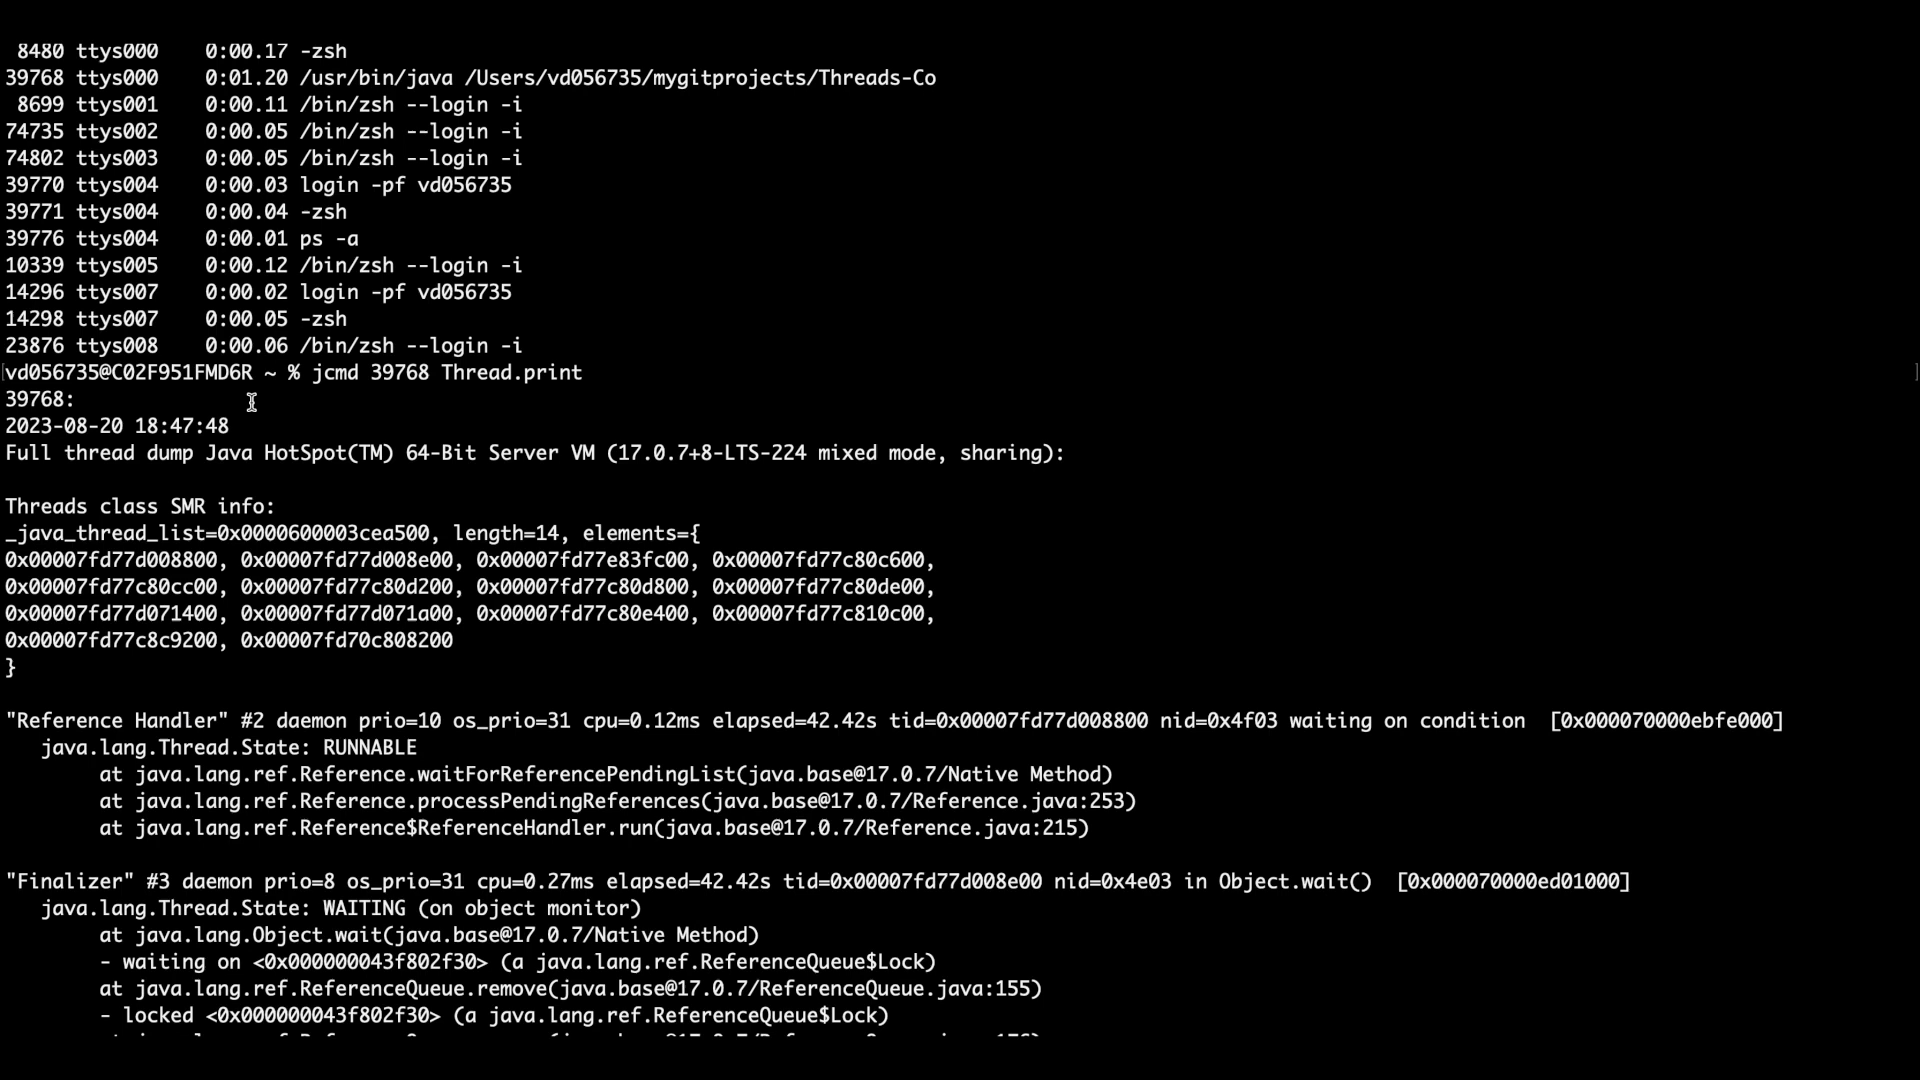 8480 ttys000    0:00.17 -zsh
39768 ttys000    0:01.20 /usr/bin/java /Users/vd056735/mygitprojects/Threads-Co
8699 ttys001    0:00.11 /bin/zsh --login -i
74735 ttys002    0:00.05 /bin/zsh --login -i
74802 ttys003    0:00.05 /bin/zsh --login -i
39770 ttys004    0:00.03 login -pf vd056735
39771 ttys004    0:00.04 -zsh
39776 ttys004    0:00.01 ps -a
10339 ttys005    0:00.12 /bin/zsh --login -i
14296 ttys007    0:00.02 login -pf vd056735
14298 ttys007    0:00.05 -zsh
23876 ttys008    0:00.06 /bin/zsh --login -i
[vd056735@C02F951FMD6R ~ % jcmd 39768 Thread.print ]
39768:
2023-08-20 18:47:48
Full thread dump Java HotSpot(TM) 64-Bit Server VM (17.0.7+8-LTS-224 mixed mode, sharing):

Threads class SMR info:
_java_thread_list=0x0000600003cea500, length=14, elements={
0x00007fd77d008800, 0x00007fd77d008e00, 0x00007fd77e83fc00, 0x00007fd77c80c600,
0x00007fd77c80cc00, 0x00007fd77c80d200, 0x00007fd77c80d800, 0x00007fd77c80de00,
0x00007fd77d071400, 0x00007fd77d071a00, 0x00007fd77c80e400, 0x00007fd77c810c00,
0x00007fd77c8c9200, 0x00007fd70c808200
}

"Reference Handler" #2 daemon prio=10 os_prio=31 cpu=0.12ms elapsed=42.42s tid=0x00007fd77d008800 nid=0x4f03 waiting on condition  [0x000070000ebfe000]
   java.lang.Thread.State: RUNNABLE
        at java.lang.ref.Reference.waitForReferencePendingList(java.base@17.0.7/Native Method)
        at java.lang.ref.Reference.processPendingReferences(java.base@17.0.7/Reference.java:253)
        at java.lang.ref.Reference$ReferenceHandler.run(java.base@17.0.7/Reference.java:215)

"Finalizer" #3 daemon prio=8 os_prio=31 cpu=0.27ms elapsed=42.42s tid=0x00007fd77d008e00 nid=0x4e03 in Object.wait()  [0x000070000ed01000]
   java.lang.Thread.State: WAITING (on object monitor)
        at java.lang.Object.wait(java.base@17.0.7/Native Method)
        - waiting on <0x000000043f802f30> (a java.lang.ref.ReferenceQueue$Lock)
        at java.lang.ref.ReferenceQueue.remove(java.base@17.0.7/ReferenceQueue.java:155)
        - locked <0x000000043f802f30> (a java.lang.ref.ReferenceQueue$Lock)